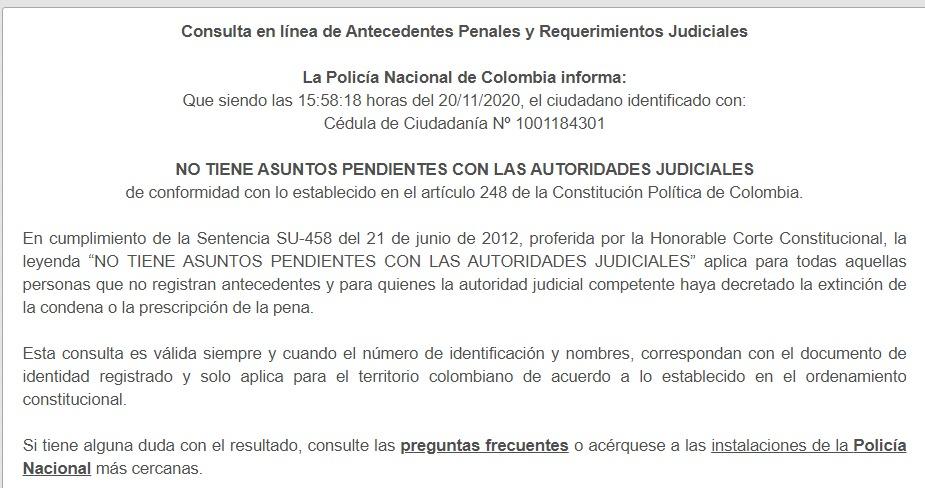 Consulta en línea de Antecedentes Penales y Requerimientos Judiciales
La Policía Nacional de Colombia informa:
Que siendo las 15:58:18 horas del 20/11/2020, el ciudadano identificado con:
Cédula de Ciudadanía Nº 1001184301
NO TIENE ASUNTOS PENDIENTES CON LAS AUTORIDADES JUDICIALES
de conformidad con lo establecido en el artículo 248 de la Constitución Política de Colombia.
En cumplimiento de la Sentencia SU-458 del 21 de junio de 2012, proferida por la Honorable Corte Constitucional, la
leyenda “NO TIENE ASUNTOS PENDIENTES CON LAS AUTORIDADES JUDICIALES” aplica para todas aquellas
personas que no registran antecedentes y para quienes la autoridad judicial competente haya decretado la extinción de
la condena o la prescripción de la pena.
Esta consulta es válida siempre y cuando el número de identificación y nombres, correspondan con el documento de
identidad registrado y solo aplica para el territorio colombiano de acuerdo a lo establecido en el ordenamiento
constitucional.
Si tiene alguna duda con el resultado, consulte las preguntas frecuentes o acérquese a las instalaciones de la Policía
Nacional más cercanas.